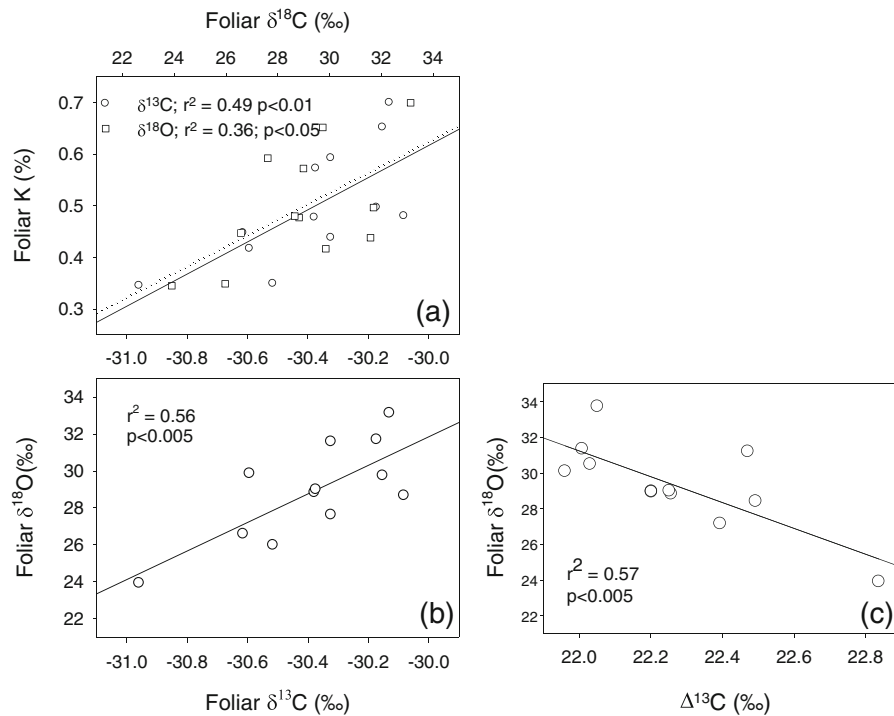 Foliar δ¹⁸C (‰)
22 24 26 28 30 32 34
0.7
0.6
0.5
0.4
0.3
Foliar K (%)
δ¹³C; r² = 0.49 p<0.01
δ¹⁸O; r² = 0.36; p<0.05
(a)
-31.0 -30.8 -30.6 -30.4 -30.2 -30.0
34
32
30
28
26
24
22
Foliar δ¹⁸O(‰)
r² = 0.56
p<0.005
(b)
-31.0 -30.8 -30.6 -30.4 -30.2 -30.0
Foliar δ¹³C (‰)
34
32
30
28
26
24
22
Foliar δ¹⁸O(‰)
r² = 0.57
p<0.005
(c)
22.0 22.2 22.4 22.6 22.8
Δ¹³C (‰)